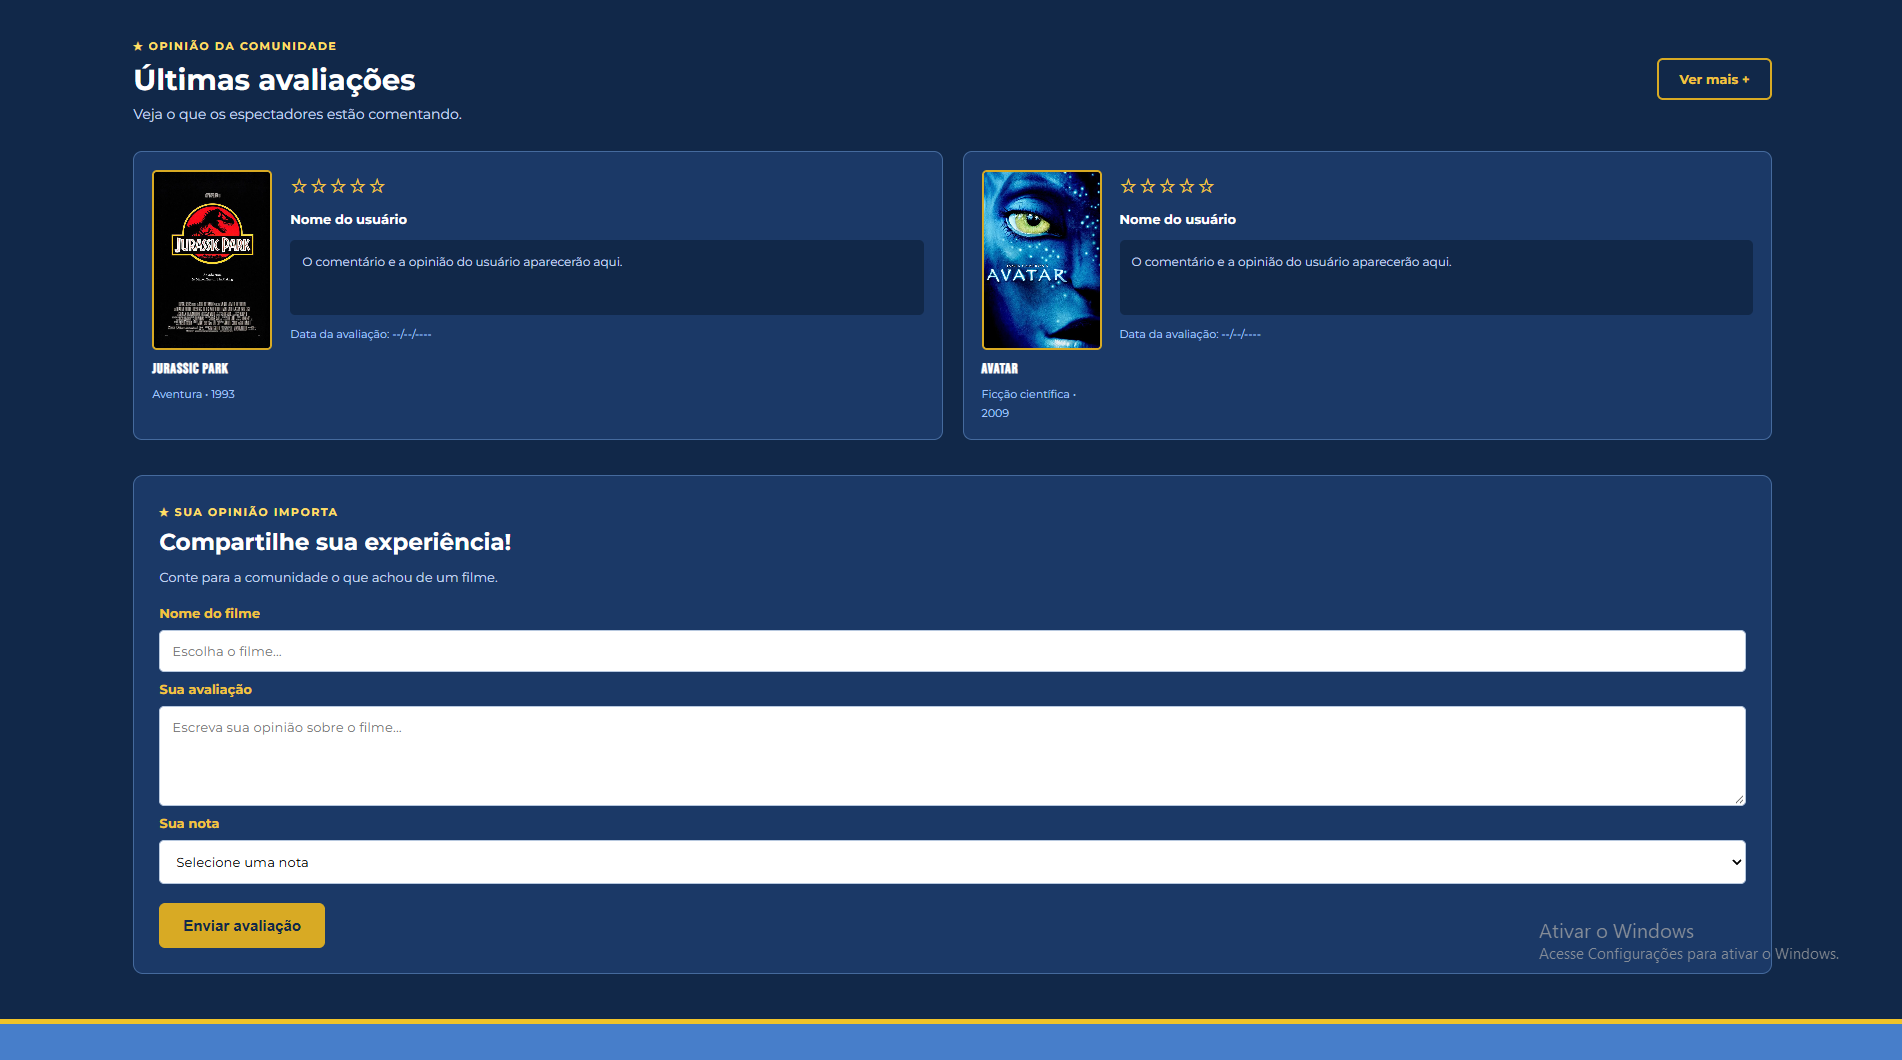 ★ OPINIÃO DA COMUNIDADE
Últimas avaliações
Veja o que os espectadores estão comentando.
Ver mais +
JURASSIC PARK
☆☆☆☆☆
Nome do usuário
O comentário e a opinião do usuário aparecerão aqui.
Data da avaliação: --/--/----
JURASSIC PARK
Aventura • 1993
AVATAR
☆☆☆☆☆
Nome do usuário
O comentário e a opinião do usuário aparecerão aqui.
Data da avaliação: --/--/----
AVATAR
Ficção científica •
2009
★ SUA OPINIÃO IMPORTA
Compartilhe sua experiência!
Conte para a comunidade o que achou de um filme.
Nome do filme
Escolha o filme...
Sua avaliação
Escreva sua opinião sobre o filme...
Sua nota
Selecione uma nota
Enviar avaliação
Ativar o Windows
Acesse Configurações para ativar o Windows.